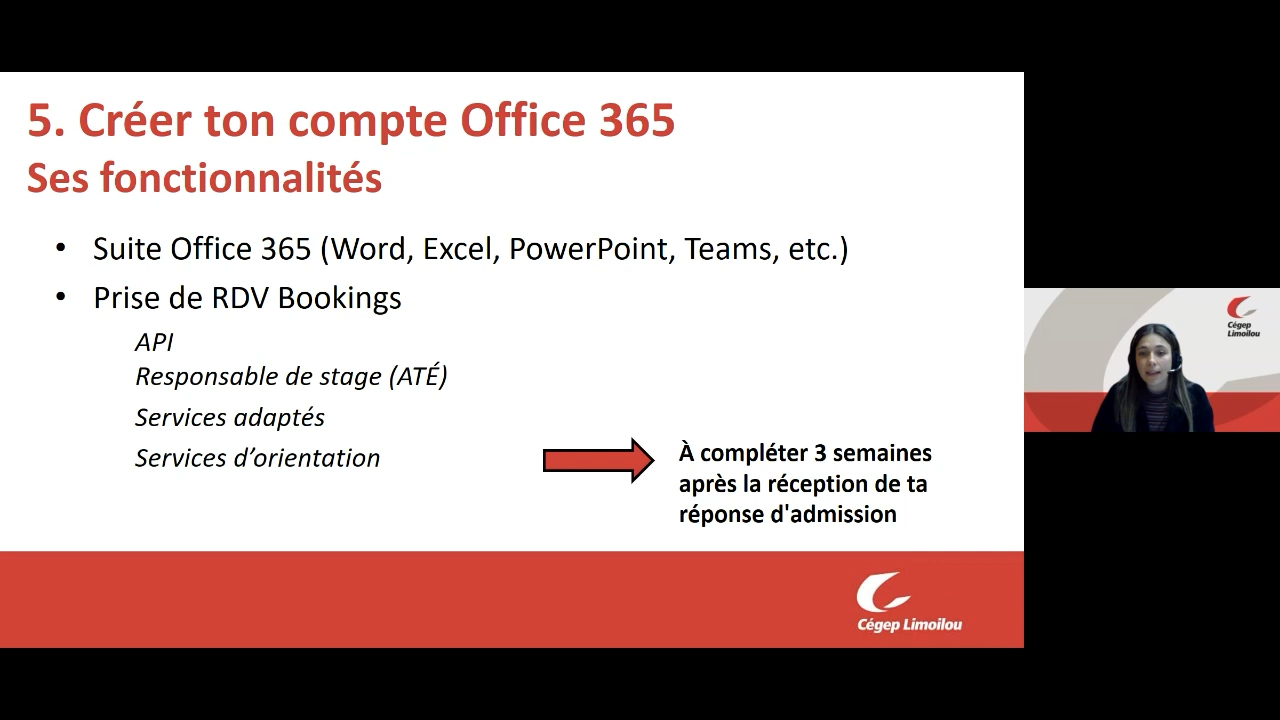 5. Créer ton compte Office 365
Ses fonctionnalités
• Suite Office 365 (Word, Excel, PowerPoint, Teams, etc.)
• Prise de RDV Bookings
API
Responsable de stage (ATÉ)
Services adaptés
Services d’orientation
À compléter 3 semaines
après la réception de ta
réponse d'admission
Cégep Limoilou
Cégep
Limoilou